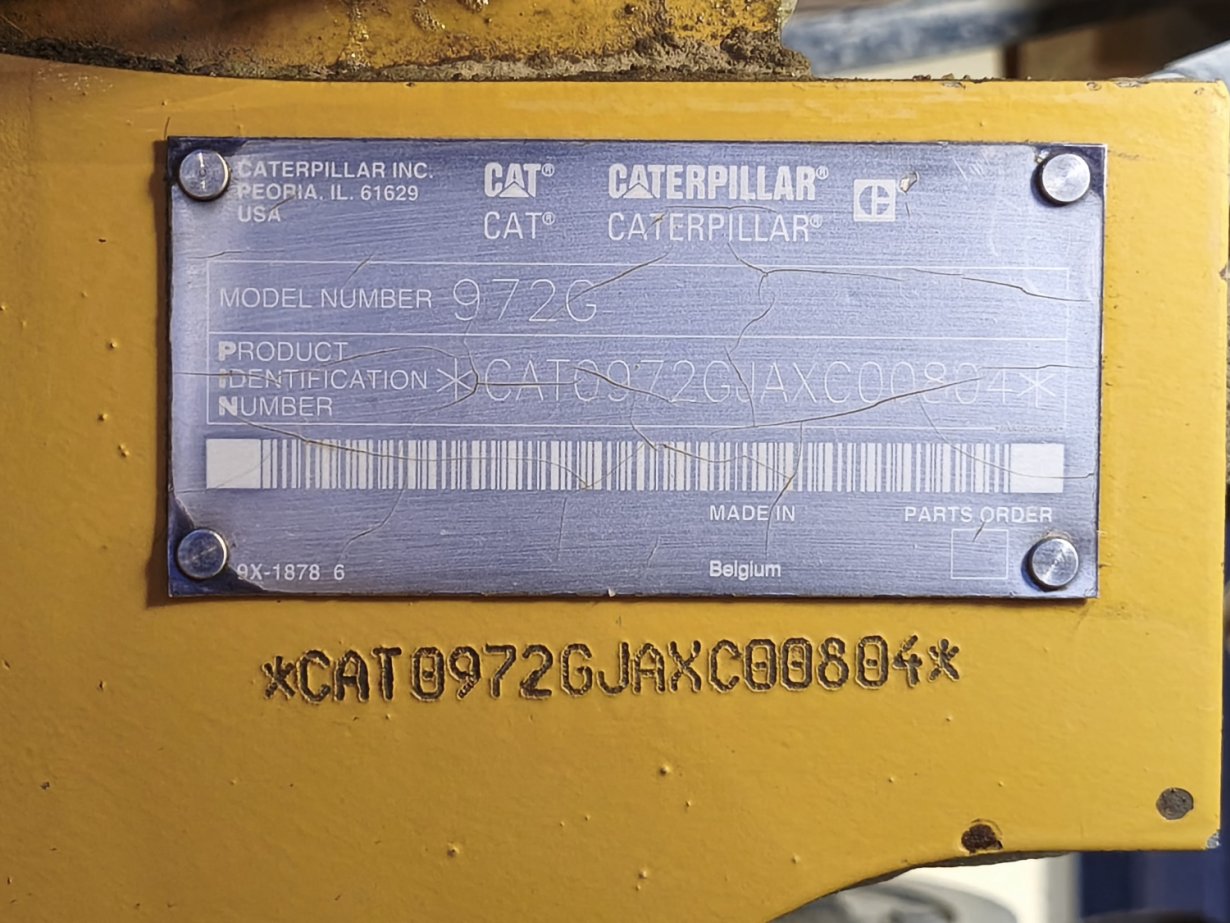 CATERPILLAR INC.
PEORIA, IL. 61629
USA
CAT® CATERPILLAR®
CAT® CATERPILLAR®
MODEL NUMBER 972G
PRODUCT
IDENTIFICATION *CAT0972GJAXC00804*
NUMBER
MADE IN
PARTS ORDER
9X-1878 6
Belgium
*CAT0972GJAXC00804*